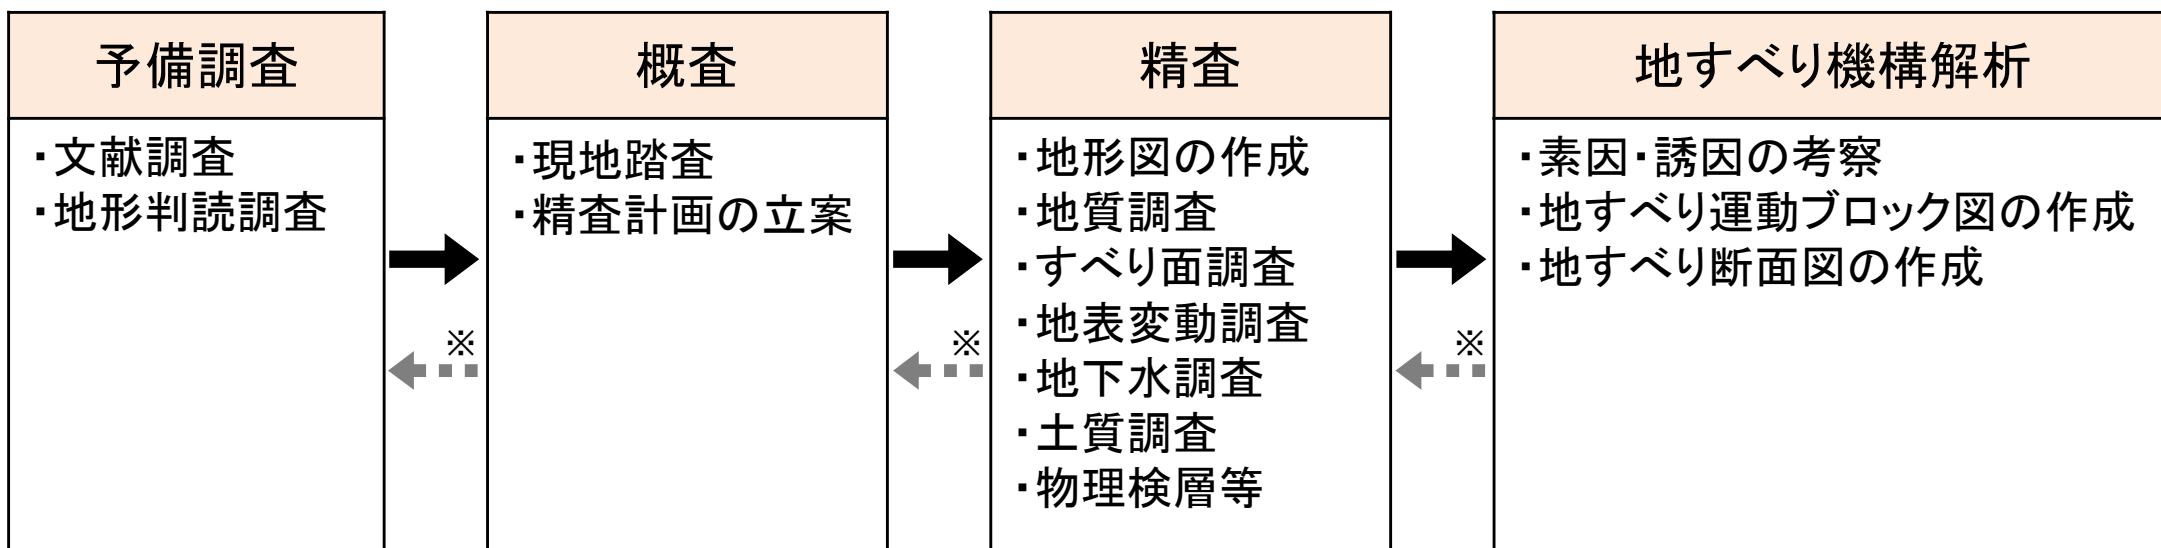 予備調査
・文献調査
・地形判読調査
※
概査
・現地踏査
・精査計画の立案
※
精査
・地形図の作成
・地質調査
・すべり面調査
・地表変動調査
・地下水調査
・土質調査
・物理検層等
※
地すべり機構解析
・素因・誘因の考察
・地すべり運動ブロック図の作成
・地すべり断面図の作成